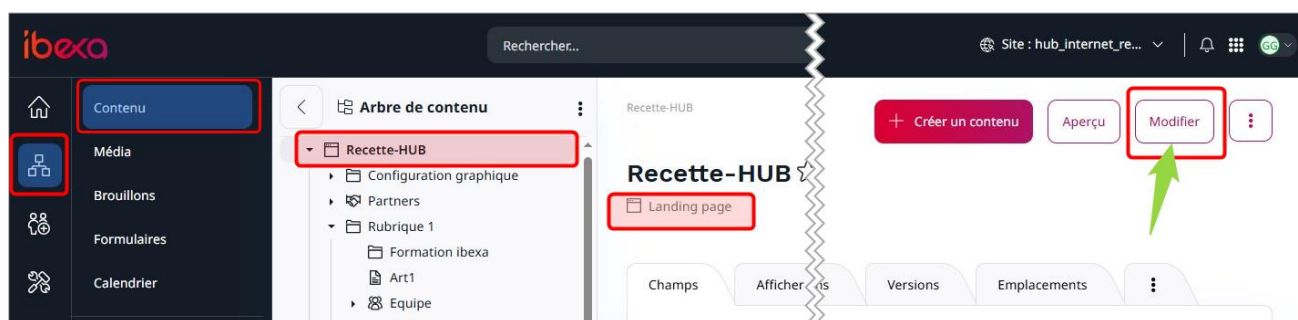 ibexa
Rechercher...
Site : hub_internet_re...
GG
Contenu
Média
Brouillons
Formulaires
Calendrier
Arbre de contenu
Recette-HUB
Configuration graphique
Partners
Rubrique 1
Formation ibexa
Art1
Equipe
Recette-HUB
+ Créer un contenu
Aperçu
Modifier
Recette-HUB
Landing page
Champs
Versions
Emplacements